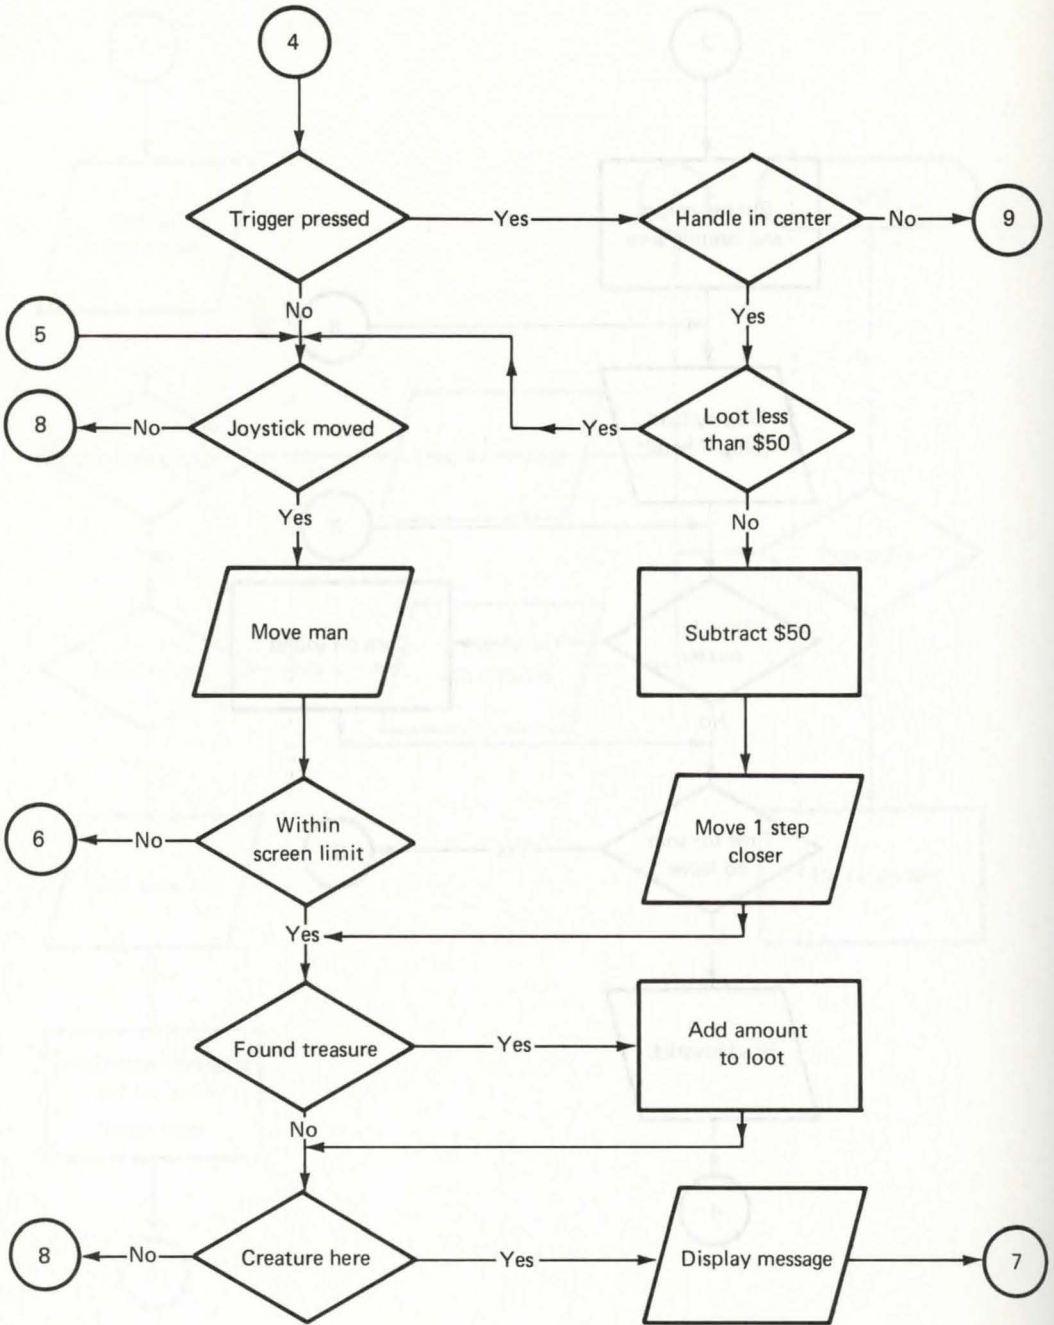 4
Trigger pressed
Yes
Handle in center
No
9
No
Yes
5
8
No
Joystick moved
Yes
Loot less
than $50
Yes
No
Move man
Subtract $50
6
No
Within
screen limit
Move 1 step
closer
Yes
Found treasure
Yes
Add amount
to loot
No
8
No
Creature here
Yes
Display message
7